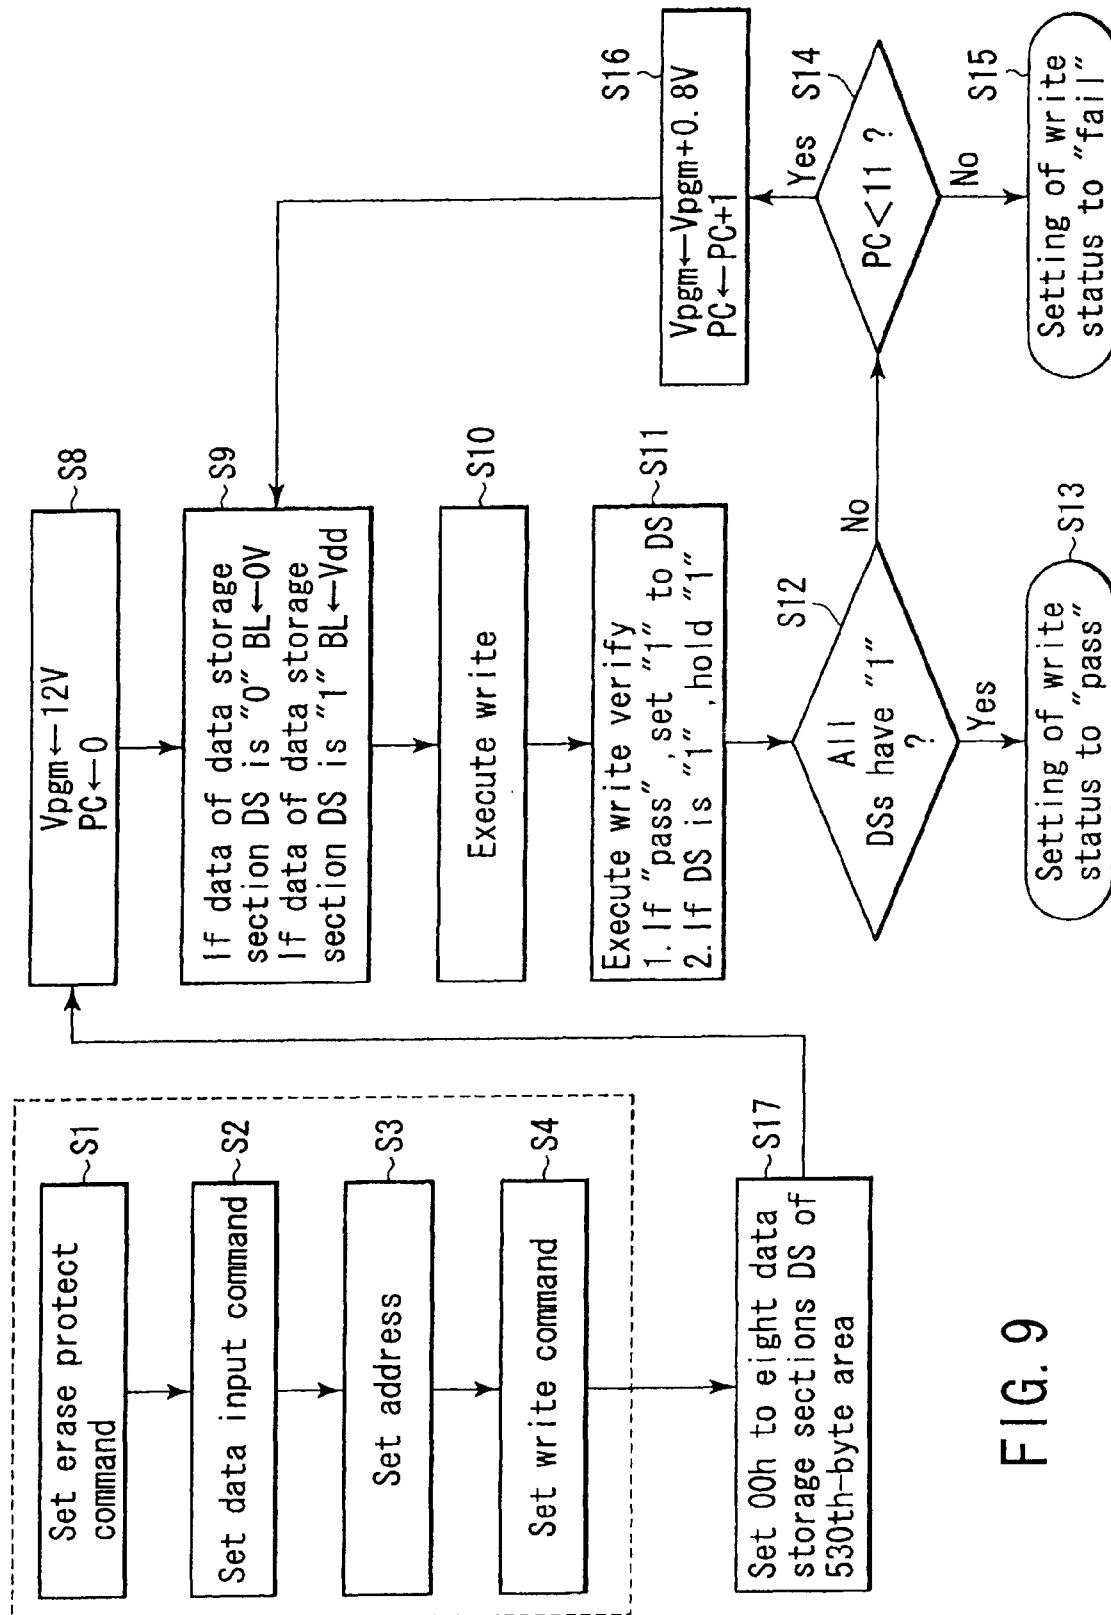 Set erase protect
command
S1
Set data input command
S2
Set address
S3
Set write command
S4
Set 00h to eight data
storage sections DS of
530th-byte area
S17
Vpgm←12V
PC←0
S8
If data of data storage
section DS is "0" BL←0V
If data of data storage
section DS is "1" BL←Vdd
S9
Execute write
S10
Execute write verify
1. If "pass", set "1" to DS
2. If DS is "1", hold "1"
S11
All
DSs have "1"
?
S12
No
Yes
Setting of write
status to "pass"
S13
Vpgm←Vpgm+0.8V
PC←PC+1
S16
Yes
PC<11 ?
S14
No
Setting of write
status to "fail"
S15
FIG. 9